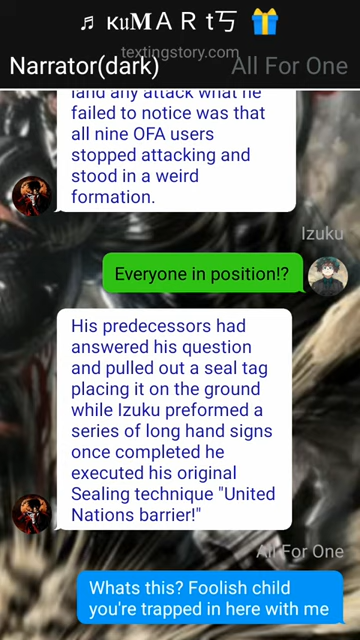 ♬ ĸu𝐌A R t丂 🎁
textingstory.com
Narrator(dark) All For One
land any attack what he
failed to notice was that
all nine OFA users
stopped attacking and
stood in a weird
formation.
Izuku
Everyone in position!?
His predecessors had
answered his question
and pulled out a seal tag
placing it on the ground
while Izuku preformed a
series of long hand signs
once completed he
executed his original
Sealing technique "United
Nations barrier!"
All For One
Whats this? Foolish child
you're trapped in here with me